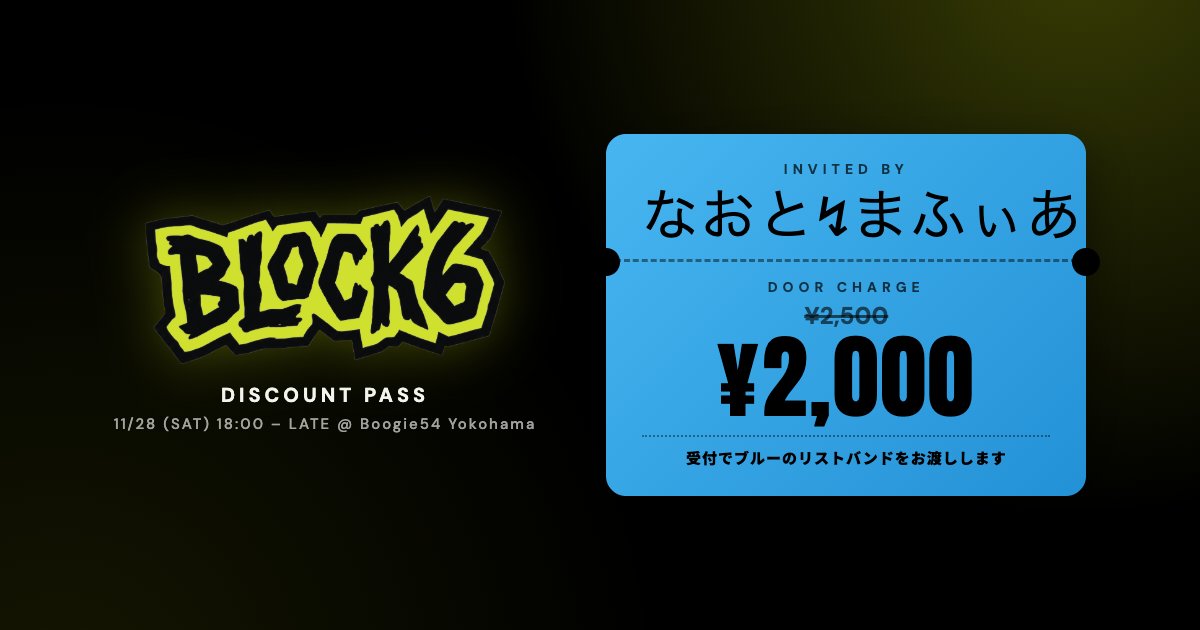 BLOCK6
DISCOUNT PASS
11/28 (SAT) 18:00 – LATE @ Boogie54 Yokohama
INVITED BY
なおと↯まふぃあ
DOOR CHARGE
¥2,500
¥2,000
受付でブルーのリストバンドをお渡しします